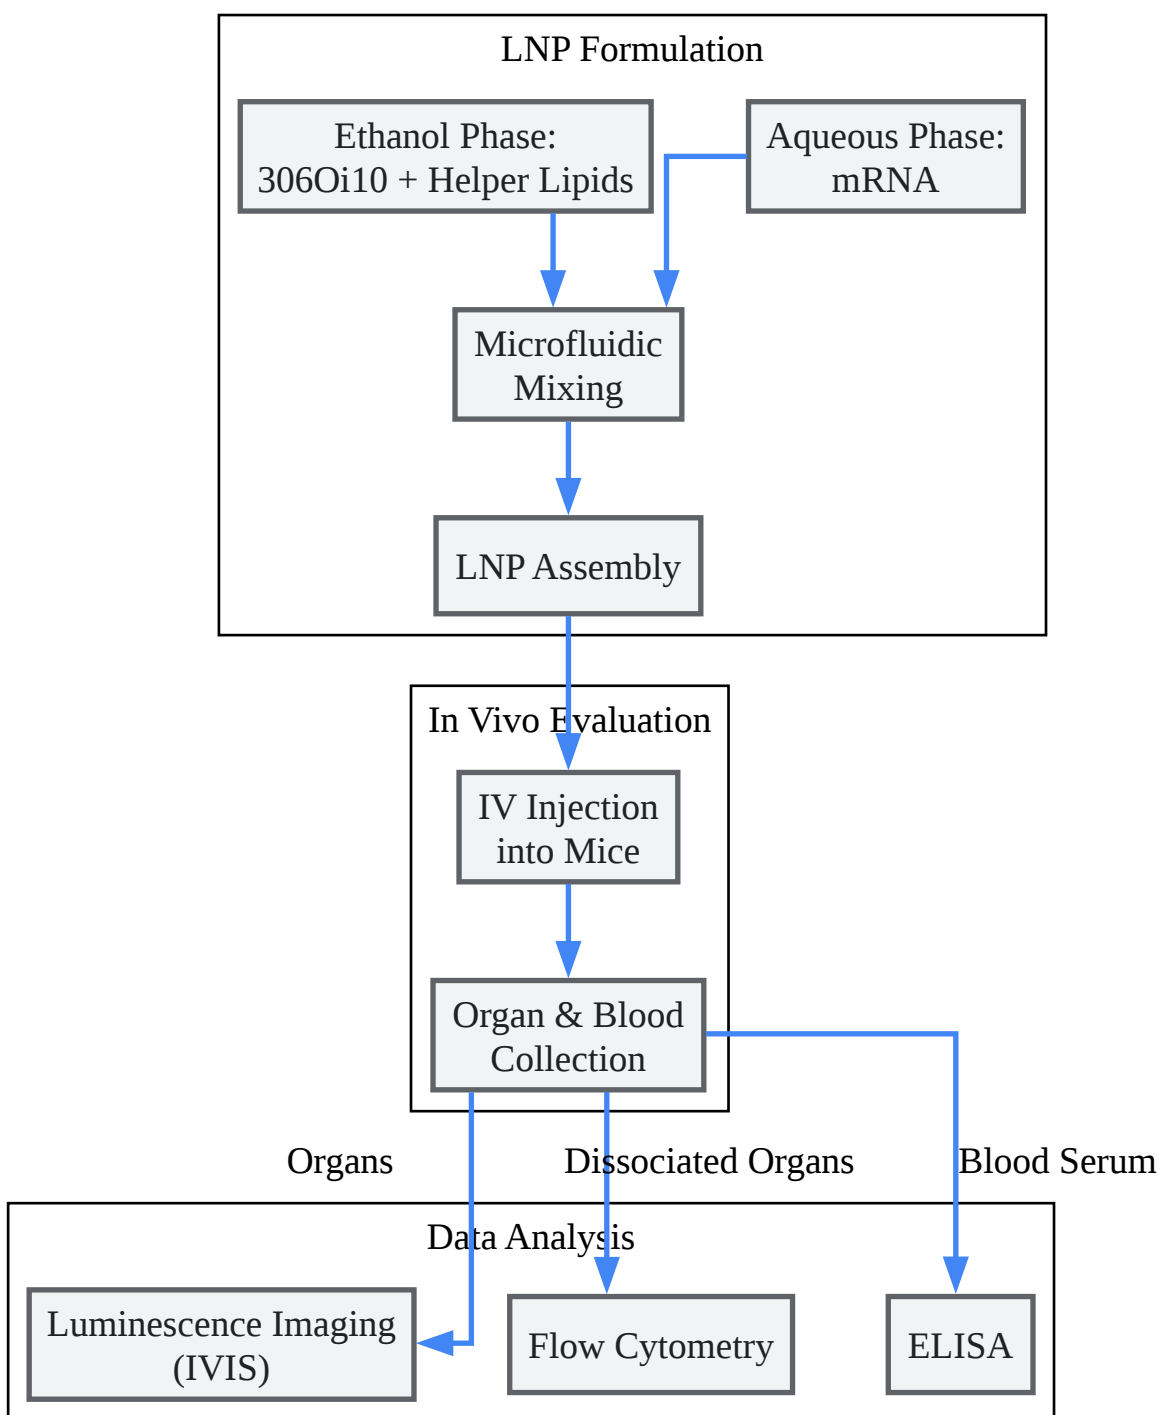 LNP Formulation
Ethanol Phase:
306Oi10 + Helper Lipids
Aqueous Phase:
mRNA
Microfluidic
Mixing
LNP Assembly
In Vivo Evaluation
IV Injection
into Mice
Organ & Blood
Collection
Organs
Dissociated Organs
Blood Serum
Data Analysis
Luminescence Imaging
(IVIS)
Flow Cytometry
ELISA